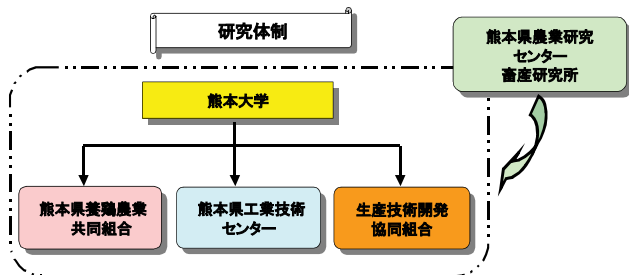 研究体制
熊本県農業研究
センター
畜産研究所
熊本大学
熊本県養鶏農業
共同組合
熊本県工業技術
センター
生産技術開発
協同組合